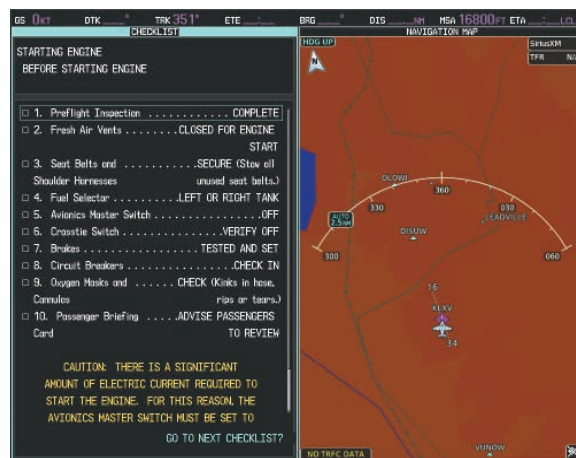 GS 0KT DTK ___° TRK 351° ETE __:__ BRG ___° DIS ___NM MSA 16800FT ETA __:__LCL
CHECKLIST
STARTING ENGINE
BEFORE STARTING ENGINE
1. Preflight Inspection ............ COMPLETE
2. Fresh Air Vents ........CLOSED FOR ENGINE
START
3. Seat Belts and ...........SECURE (Stow all
Shoulder Harnesses unused seat belts.)
4. Fuel Selector .........LEFT OR RIGHT TANK
5. Avionics Master Switch ...............OFF
6. Crosstie Switch ...............VERIFY OFF
7. Brakes ...................TESTED AND SET
8. Circuit Breakers .................CHECK IN
9. Oxygen Masks and ...... CHECK (Kinks in hose,
Cannulas rips or tears.)
10. Passenger Briefing .....ADVISE PASSENGERS
Card TO REVIEW
CAUTION: THERE IS A SIGNIFICANT
AMOUNT OF ELECTRIC CURRENT REQUIRED TO
START THE ENGINE. FOR THIS REASON, THE
AVIONICS MASTER SWITCH MUST BE SET TO
GO TO NEXT CHECKLIST?
NAVIGATION MAP
HDG UP
N
SiriusXM
TFR N/A
DLOWI
360
330
030
AUTO
2.5NM
LEADVILLE
DISUW
300
060
16
KLXV
34
VUNOW
NO TRFC DATA